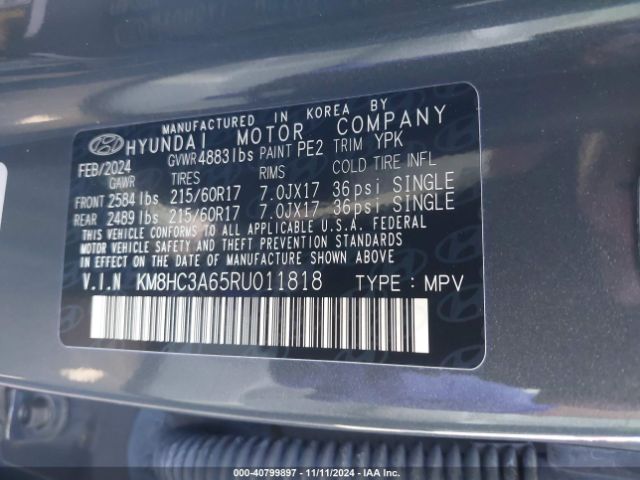 MANUFACTURED IN KOREA BY
HYUNDAI MOTOR COMPANY
FEB/2024 GVWR 4883 lbs PAINT PE2 TRIM YPK
GAWR TIRES RIMS COLD TIRE INFL
FRONT 2584 lbs 215/60R17 7.0JX17 36psi SINGLE
REAR 2489 lbs 215/60R17 7.0JX17 36psi SINGLE
THIS VEHICLE CONFORMS TO ALL APPLICABLE U.S.A. FEDERAL
MOTOR VEHICLE SAFETY AND THEFT PREVENTION STANDARDS
IN EFFECT ON THE DATE OF MANUFACTURE SHOWN ABOVE
V.I.N KM8HC3A65RU011818 TYPE : MPV
000-40799897 - 11/11/2024 - IAA Inc.